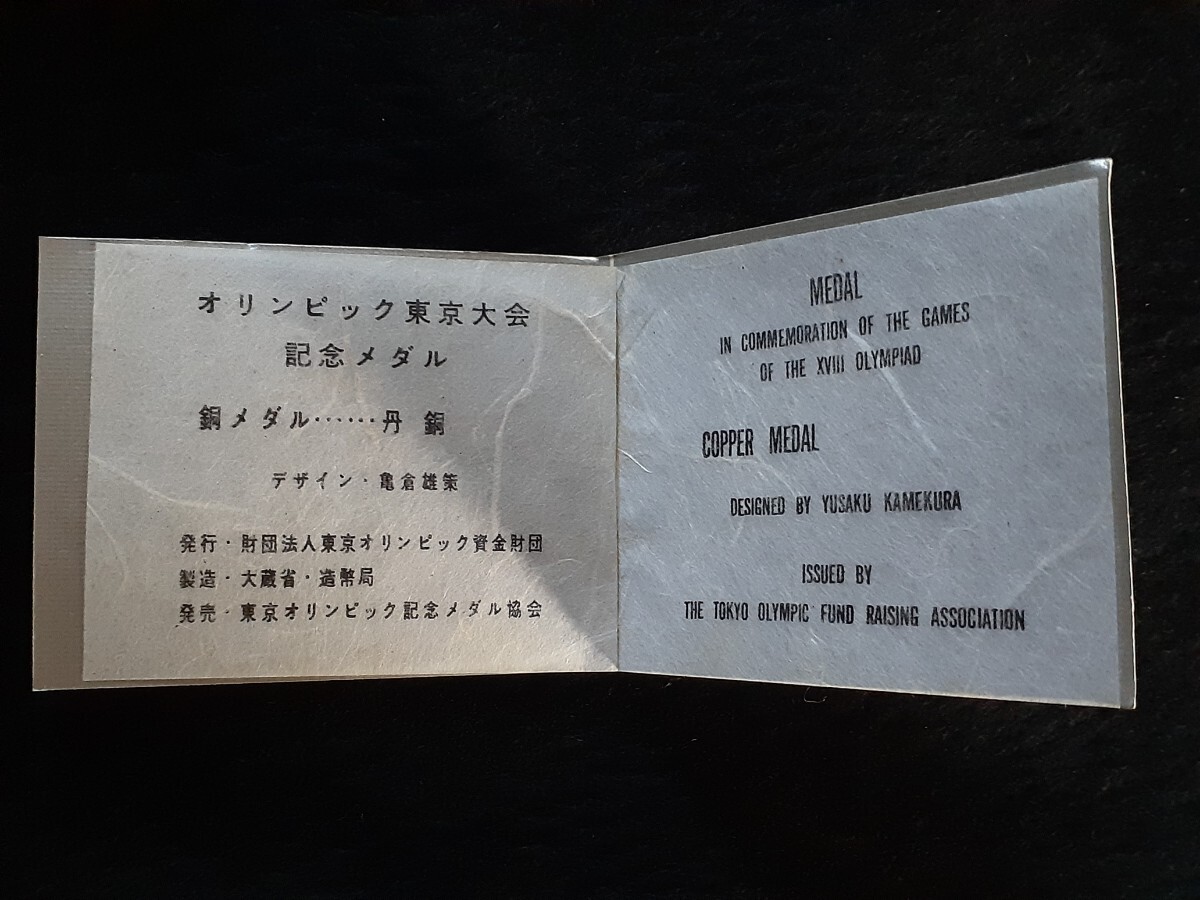 オリンピック東京大会
記念メダル
銅メダル……丹 銅
デザイン・亀倉雄策
発行・財団法人東京オリンピック資金財団
製造・大蔵省・造幣局
発売・東京オリンピック記念メダル協会
MEDAL
IN COMMEMORATION OF THE GAMES
OF THE XVIII OLYMPIAD
COPPER MEDAL
DESIGNED BY YUSAKU KAMEKURA
ISSUED BY
THE TOKYO OLYMPIC FUND RAISING ASSOCIATION